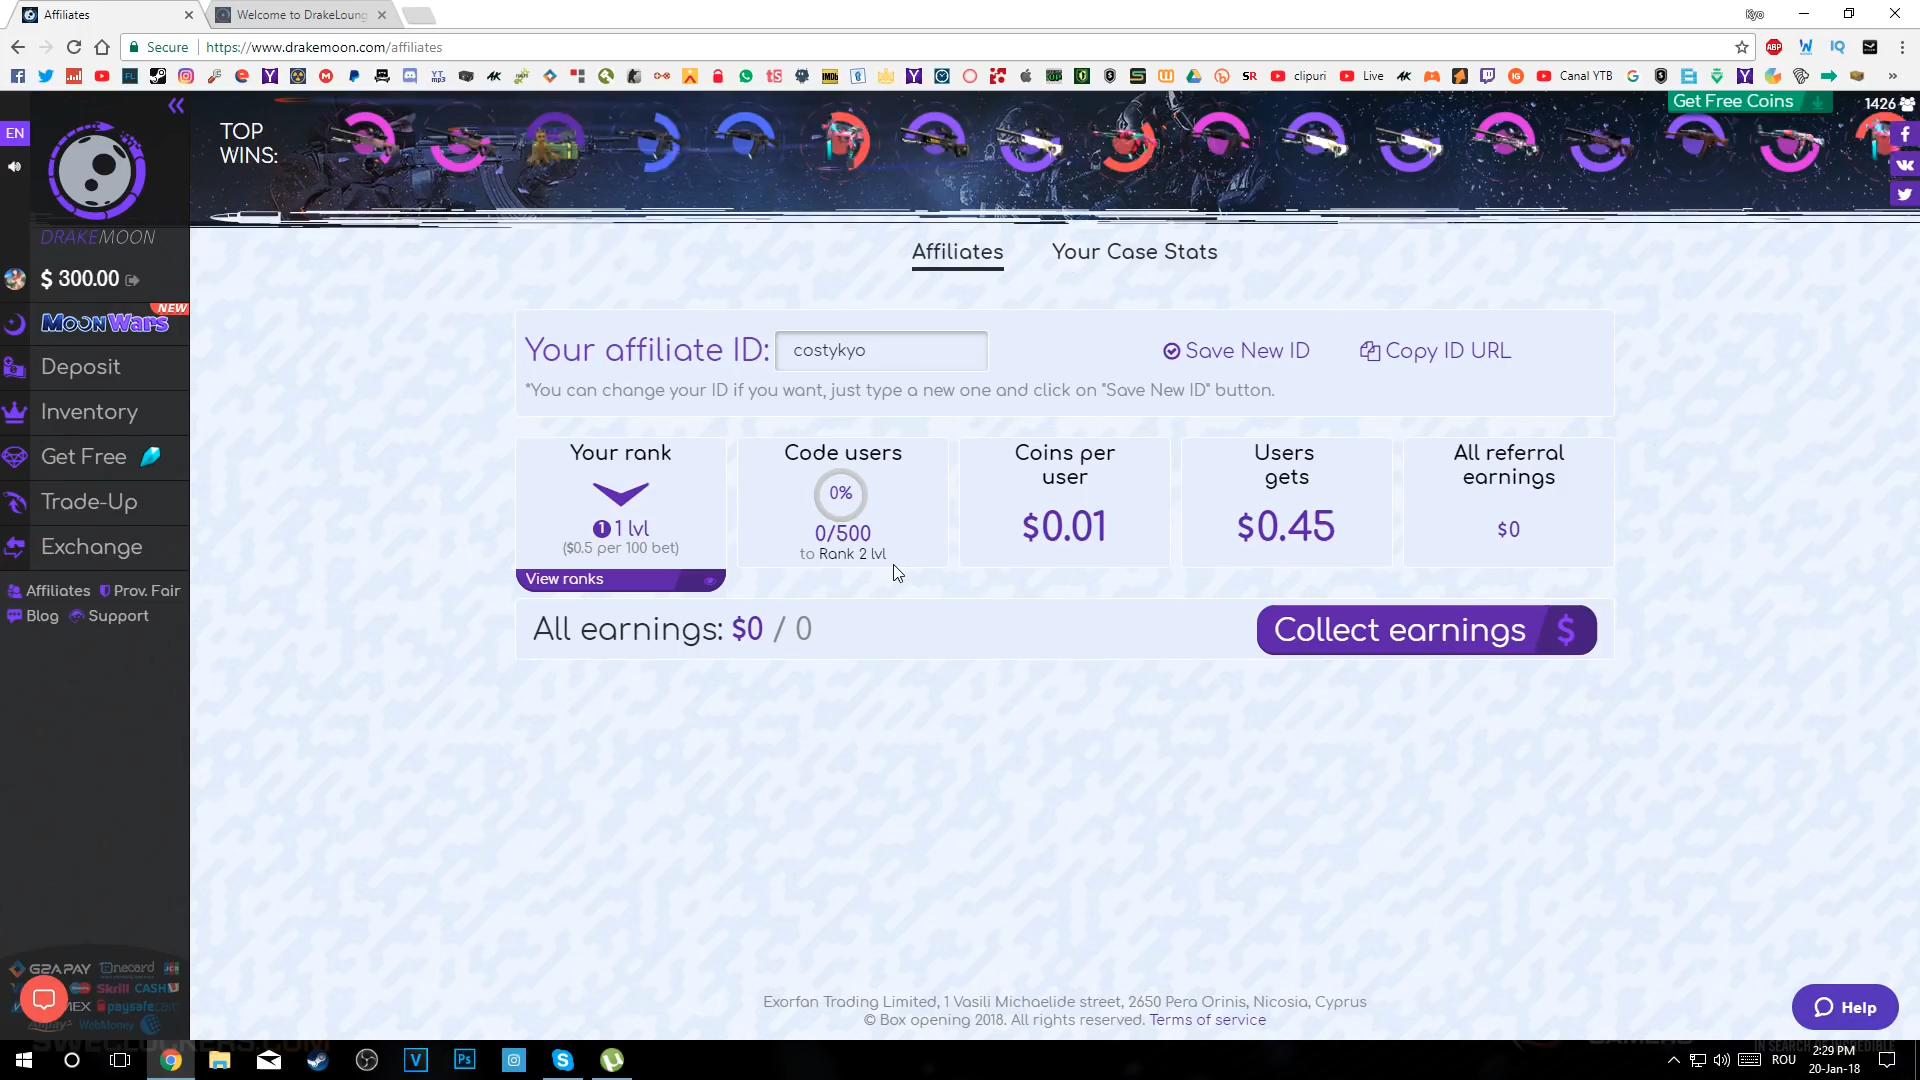 Affiliates
Welcome to DrakeLoung
Kyo
Secure
https://www.drakemoon.com/affiliates
clipuri
Live
Canal YTB
EN
TOP
WINS:
Get Free Coins
1426
DRAKEMOON
$ 300.00
NEW
MOONWARS
Deposit
Inventory
Get Free
Trade-Up
Exchange
Affiliates
Prov. Fair
Blog
Support
Affiliates
Your Case Stats
Your affiliate ID:
costykyo
Save New ID
Copy ID URL
*You can change your ID if you want, just type a new one and click on "Save New ID" button.
Your rank
1 1 lvl
($0.5 per 100 bet)
View ranks
Code users
0%
0/500
to Rank 2 lvl
Coins per
user
$0.01
Users
gets
$0.45
All referral
earnings
$0
All earnings: $0 / 0
Collect earnings $
G2APAY
Onecard
JCB
Skrill
CASHU
paysafecard
WebMoney
Exorfan Trading Limited, 1 Vasili Michaelide street, 2650 Pera Orinis, Nicosia, Cyprus
© Box opening 2018. All rights reserved. Terms of service
Help
ROU
2:29 PM
20-Jan-18